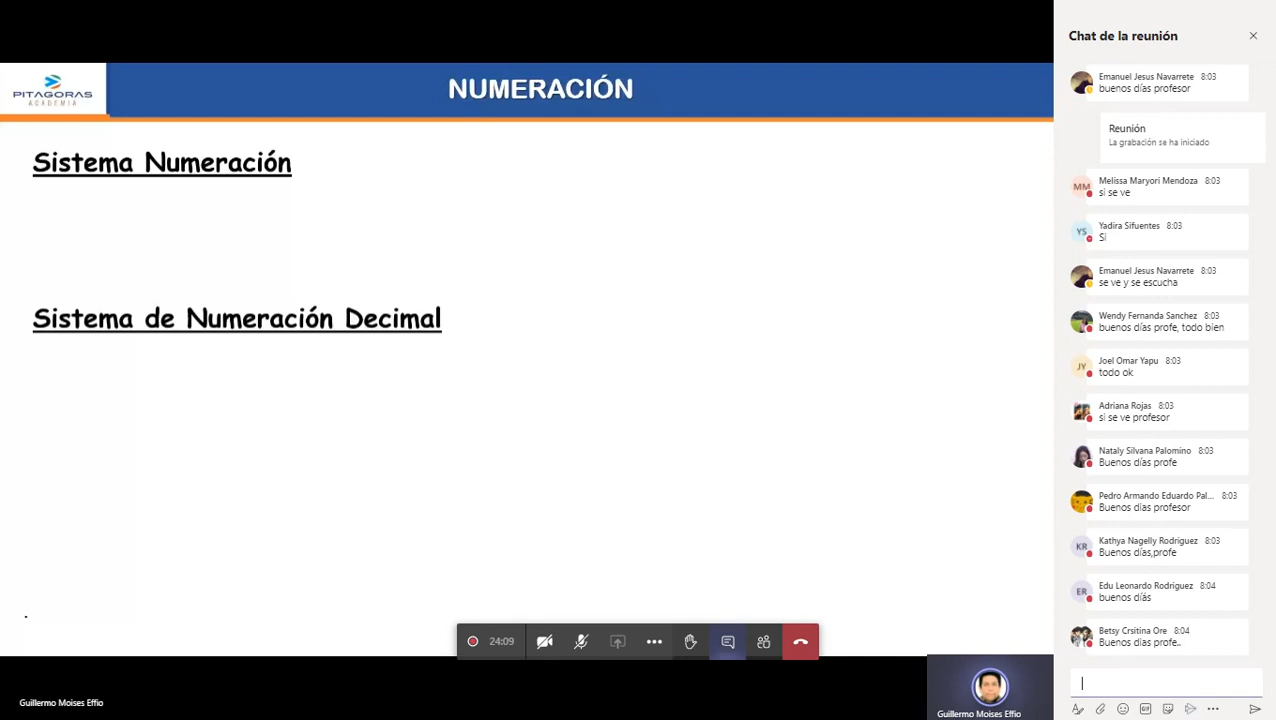 PITAGORAS
ACADEMIA
NUMERACIÓN
Sistema Numeración
Sistema de Numeración Decimal
24:09
Guillermo Moises Effio
Guillermo Moises Effio
Chat de la reunión
Emanuel Jesus Navarrete 8:03
buenos días profesor
Reunión
La grabación se ha iniciado
MM Melissa Maryori Mendoza 8:03
si se ve
YS Yadira Sifuentes 8:03
Si
Emanuel Jesus Navarrete 8:03
se ve y se escucha
Wendy Fernanda Sanchez 8:03
buenos días profe, todo bien
JY Joel Omar Yapu 8:03
todo ok
Adriana Rojas 8:03
si se ve profesor
Nataly Silvana Palomino 8:03
Buenos días profe
Pedro Armando Eduardo Pal... 8:03
Buenos dias profesor
KR Kathya Nagelly Rodriguez 8:03
Buenos días,profe
ER Edu Leonardo Rodriguez 8:04
buenos díás
Betsy Crsitina Ore 8:04
Buenos días profe..
GIF